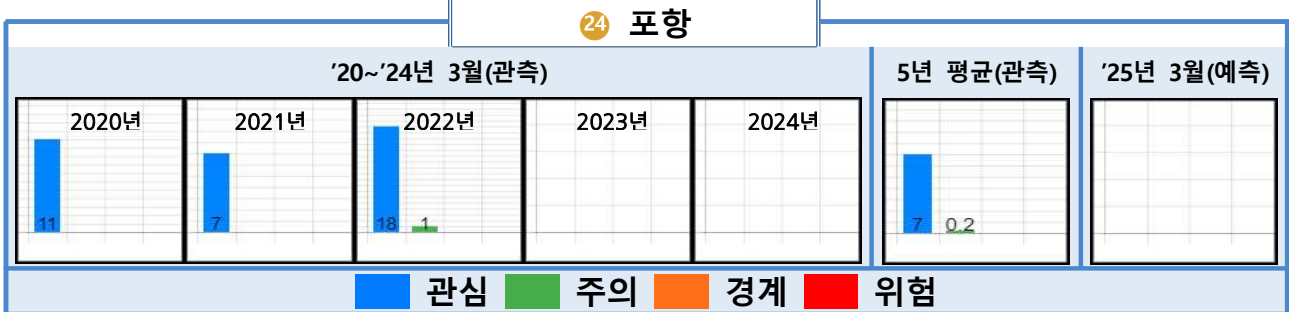 24 포항
’20~’24년 3월(관측)
5년 평균(관측)
’25년 3월(예측)
2020년
2021년
2022년
2023년
2024년
11
7
18
1
7
0.2
관심
주의
경계
위험